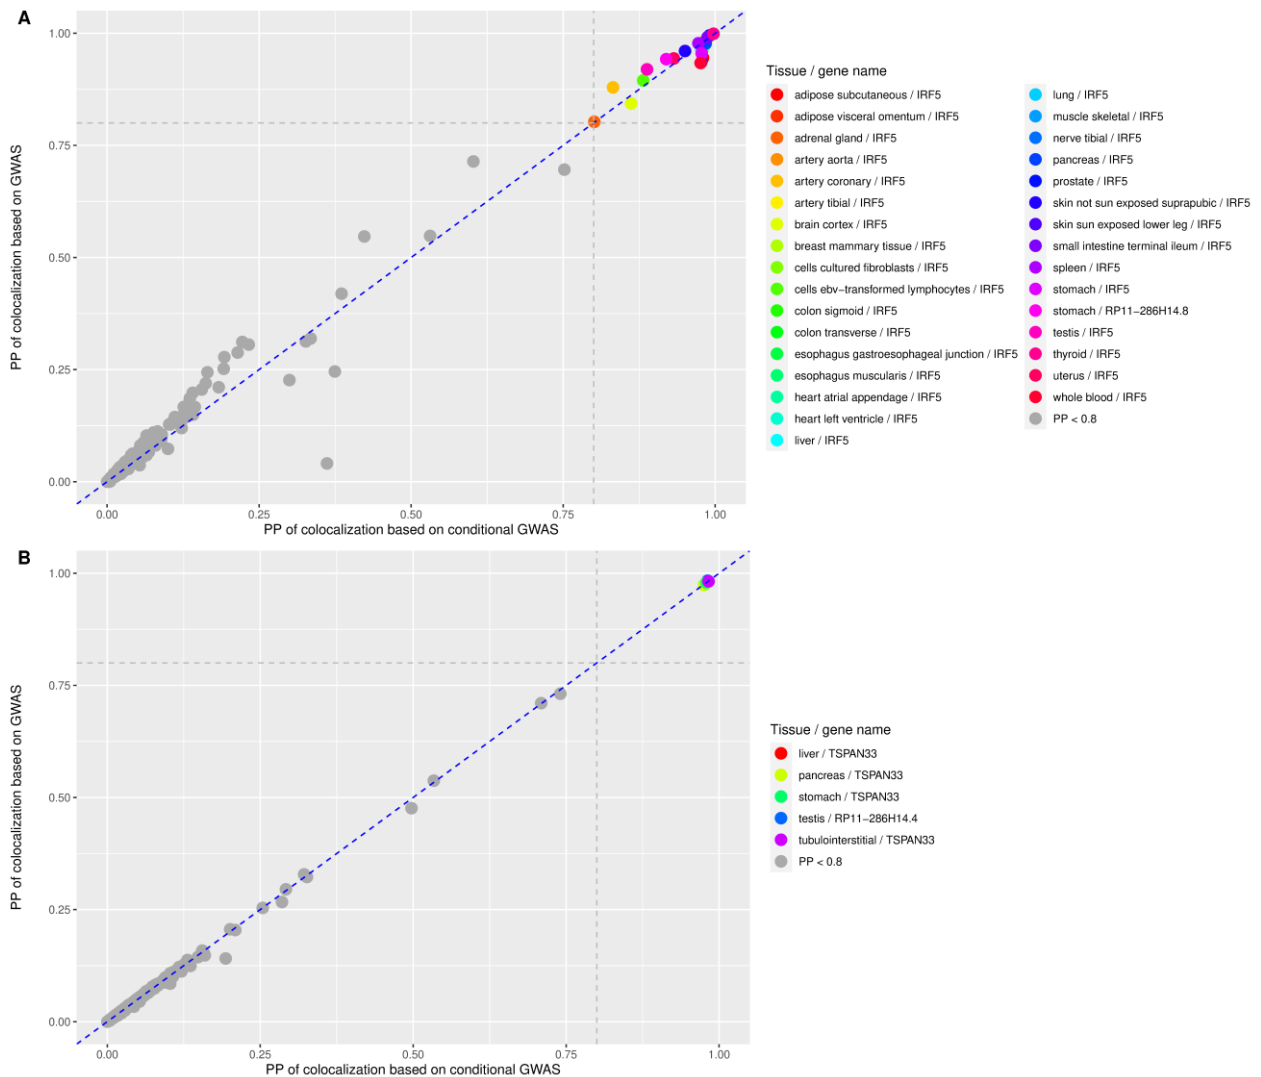 A
1.00
0.75
0.50
0.25
0.00
PP of colocalization based on GWAS
0.00 0.25 0.50 0.75 1.00
PP of colocalization based on conditional GWAS
Tissue / gene name
adipose subcutaneous / IRF5
adipose visceral omentum / IRF5
adrenal gland / IRF5
artery aorta / IRF5
artery coronary / IRF5
artery tibial / IRF5
brain cortex / IRF5
breast mammary tissue / IRF5
cells cultured fibroblasts / IRF5
cells ebv−transformed lymphocytes / IRF5
colon sigmoid / IRF5
colon transverse / IRF5
esophagus gastroesophageal junction / IRF5
esophagus muscularis / IRF5
heart atrial appendage / IRF5
heart left ventricle / IRF5
liver / IRF5
lung / IRF5
muscle skeletal / IRF5
nerve tibial / IRF5
pancreas / IRF5
prostate / IRF5
skin not sun exposed suprapubic / IRF5
skin sun exposed lower leg / IRF5
small intestine terminal ileum / IRF5
spleen / IRF5
stomach / IRF5
stomach / RP11−286H14.8
testis / IRF5
thyroid / IRF5
uterus / IRF5
whole blood / IRF5
PP < 0.8
B
1.00
0.75
0.50
0.25
0.00
PP of colocalization based on GWAS
0.00 0.25 0.50 0.75 1.00
PP of colocalization based on conditional GWAS
Tissue / gene name
liver / TSPAN33
pancreas / TSPAN33
stomach / TSPAN33
testis / RP11−286H14.4
tubulointerstitial / TSPAN33
PP < 0.8